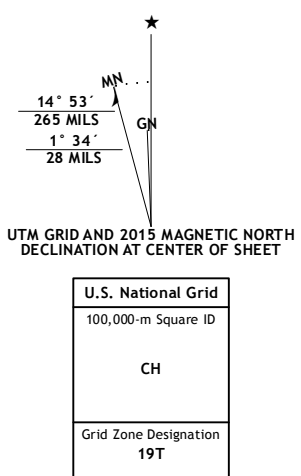 ★
MN
14° 53´
265 MILS
GN
1° 34´
28 MILS
UTM GRID AND 2015 MAGNETIC NORTH
DECLINATION AT CENTER OF SHEET
U.S. National Grid
100,000-m Square ID
CH
Grid Zone Designation
19T